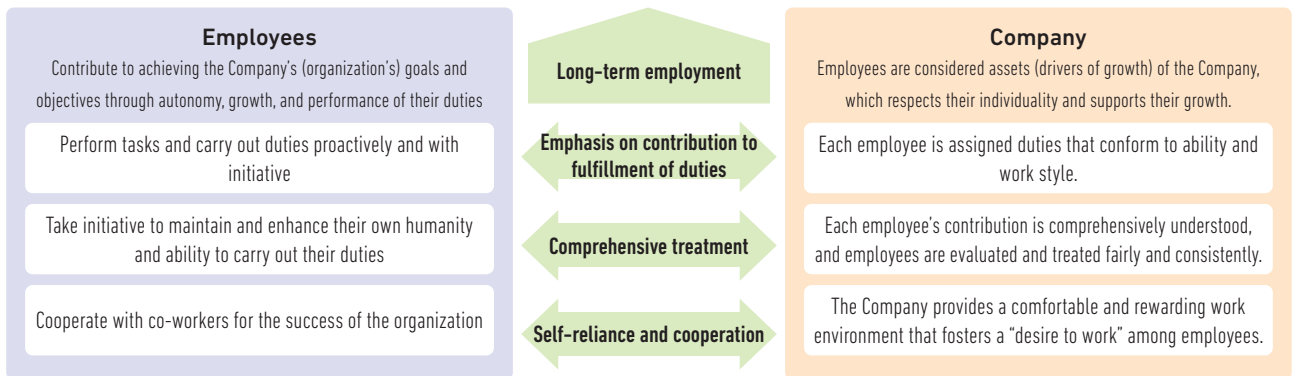 Employees
Contribute to achieving the Company's (organization's) goals and
objectives through autonomy, growth, and performance of their duties
Perform tasks and carry out duties proactively and with
initiative
Take initiative to maintain and enhance their own humanity
and ability to carry out their duties
Cooperate with co-workers for the success of the organization
Long-term employment
Emphasis on contribution to
fulfillment of duties
Comprehensive treatment
Self-reliance and cooperation
Company
Employees are considered assets (drivers of growth) of the Company,
which respects their individuality and supports their growth.
Each employee is assigned duties that conform to ability and
work style.
Each employee's contribution is comprehensively understood,
and employees are evaluated and treated fairly and consistently.
The Company provides a comfortable and rewarding work
environment that fosters a “desire to work” among employees.